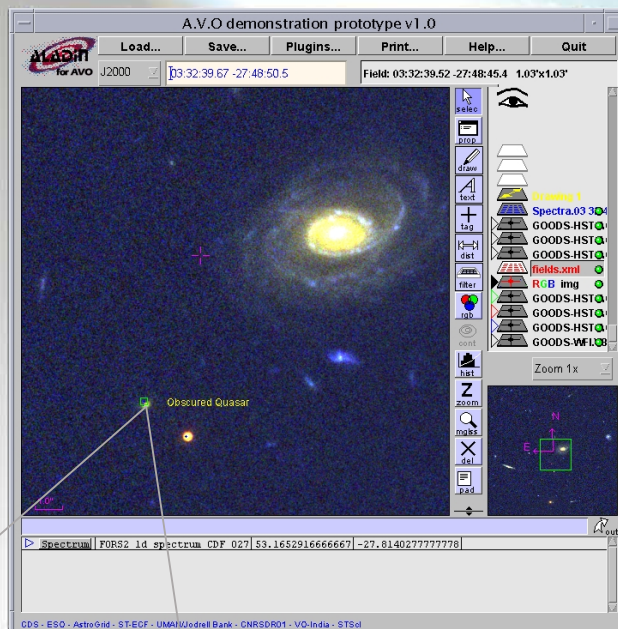 A.V.O demonstration prototype v1.0
Load... Save... Plugins... Print... Help... Quit
ALADIN
for AVO
J2000 03:32:39.67 -27:48:50.5 Field: 03:32:39.52 -27:48:45.4 1.03'x1.03'
selec
prop
draw
text
tag
dist
filter
rgb
cont
hist
zoom
mglss
del
pad
Spectra.03
GOODS-HST
GOODS-HST
GOODS-HST
fields.xml
RGB img
GOODS-HST
GOODS-HST
GOODS-HST
GOODS-WFI
Zoom 1x
N
E
Obscured Quasar
out
Spectrum FORS2 1d spectrum CDF 027 53.1652916666667 -27.8140277777778
CDS - ESO - AstroGrid - ST-ECF - UMAN/Jodrell Bank - CNRSDR01 - VO-India - STScI